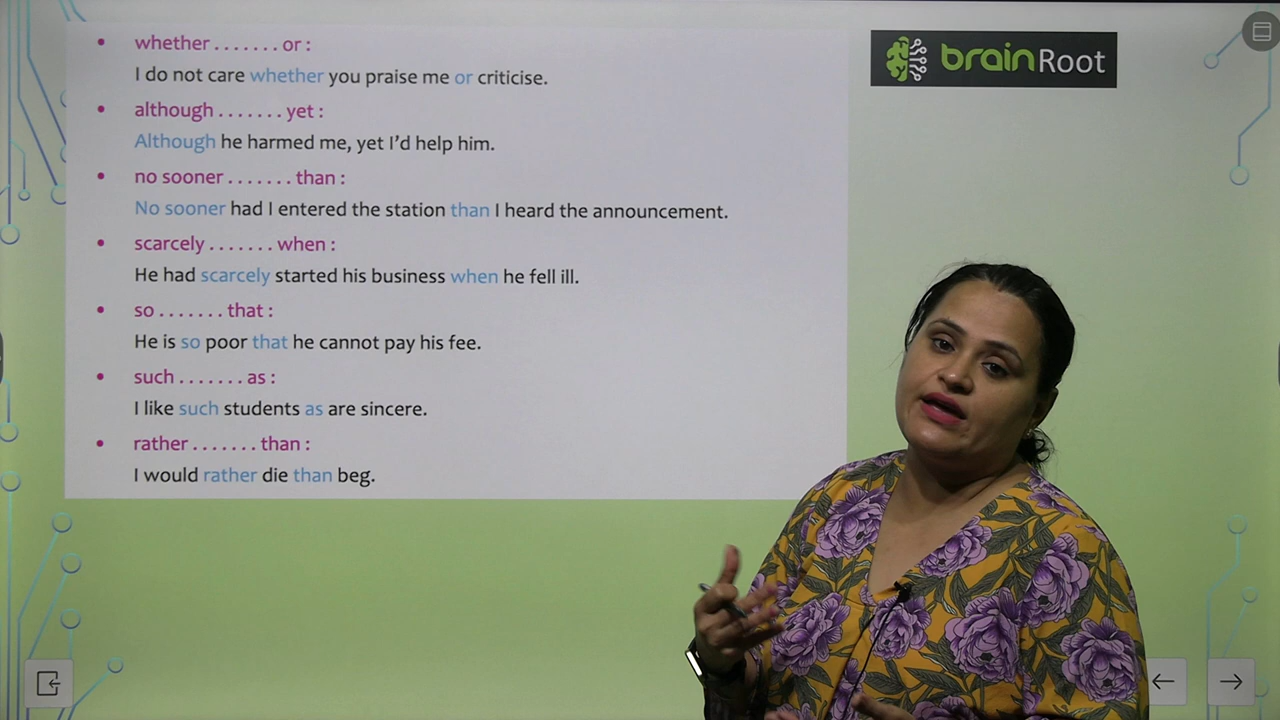 brainRoot
• whether ....... or :
I do not care whether you praise me or criticise.
• although ....... yet :
Although he harmed me, yet I'd help him.
• no sooner ....... than :
No sooner had I entered the station than I heard the announcement.
• scarcely ....... when :
He had scarcely started his business when he fell ill.
• so ....... that :
He is so poor that he cannot pay his fee.
• such ....... as :
I like such students as are sincere.
• rather ....... than :
I would rather die than beg.